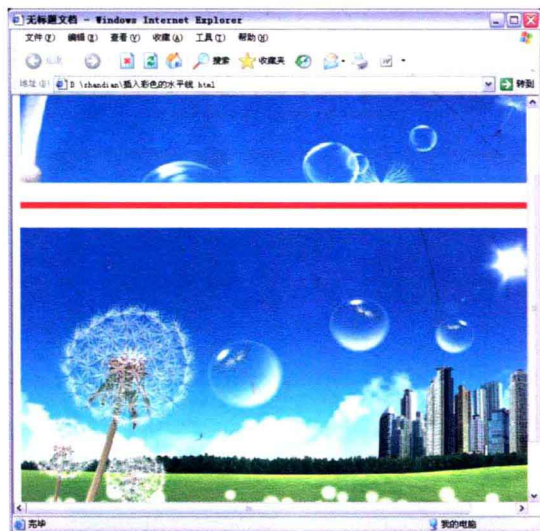 无标题文档 - Windows Internet Explorer
文件(F) 编辑(E) 查看(V) 收藏(A) 工具(T) 帮助(H)
后退 搜索 收藏夹
地址(D) D:\zhandian\插入彩色的水平线.html 转到
完毕 我的电脑